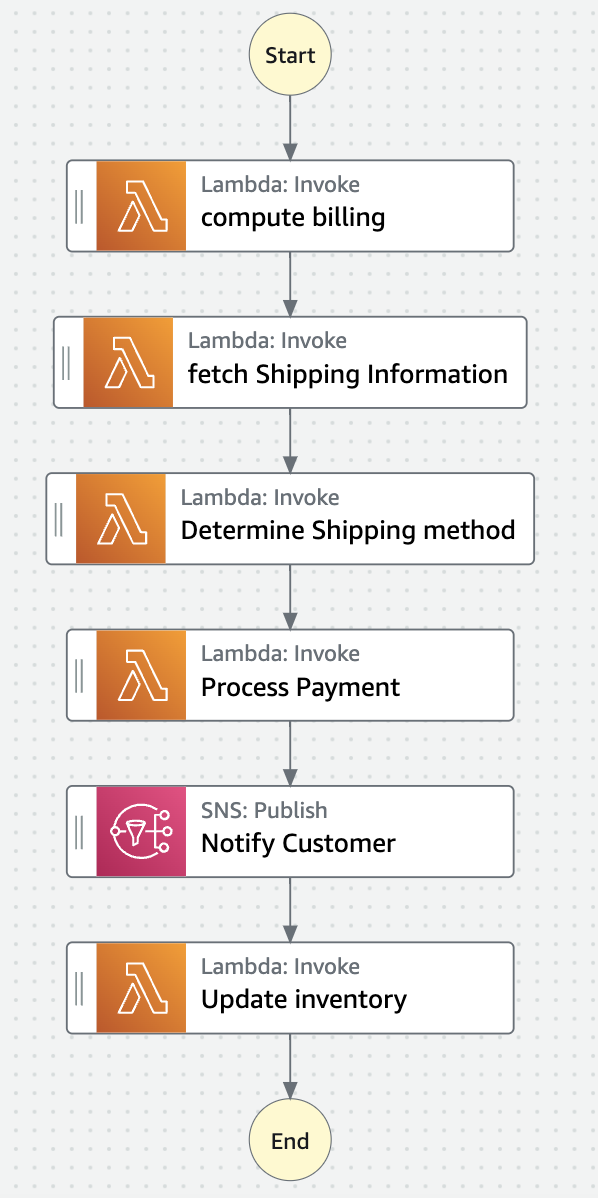 Start
Lambda: Invoke
compute billing
Lambda: Invoke
fetch Shipping Information
Lambda: Invoke
Determine Shipping method
Lambda: Invoke
Process Payment
SNS: Publish
Notify Customer
Lambda: Invoke
Update inventory
End